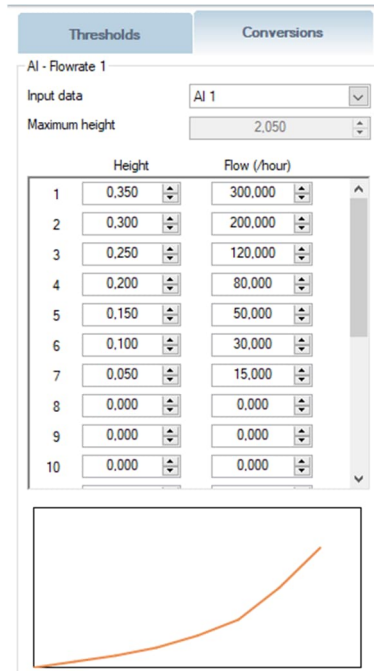 Thresholds Conversions
AI - Flowrate 1
Input data AI 1
Maximum height 2,050
Height Flow (/hour)
1 0,350 300,000
2 0,300 200,000
3 0,250 120,000
4 0,200 80,000
5 0,150 50,000
6 0,100 30,000
7 0,050 15,000
8 0,000 0,000
9 0,000 0,000
10 0,000 0,000